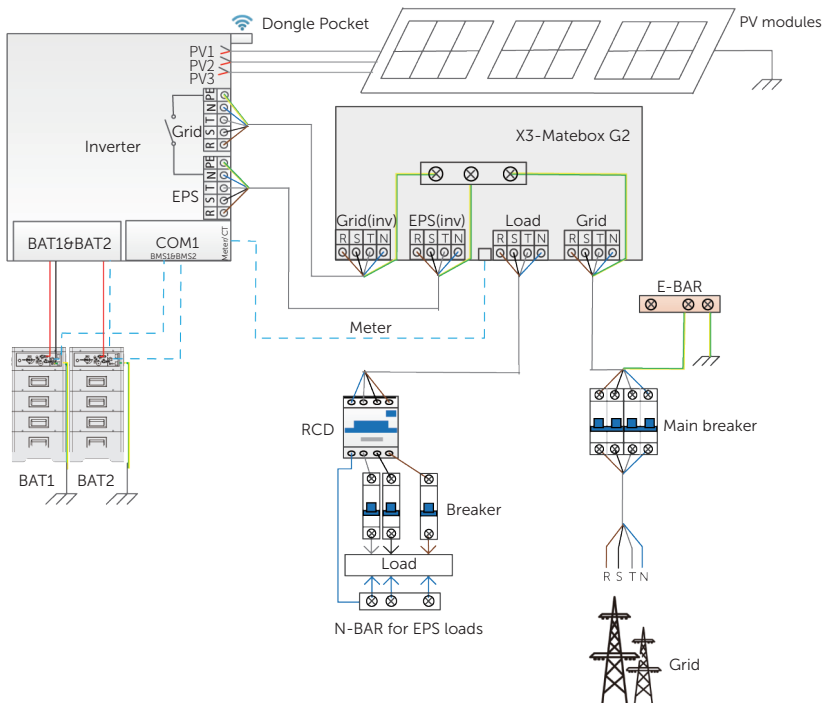 Dongle Pocket
PV modules
PV1
PV2
PV3
R S T N PE
Grid
Inverter
R S T N PE
EPS
X3-Matebox G2
Grid(inv)
EPS(inv)
Load
Grid
R S T N
R S T N
R S T N
R S T N
BAT1&BAT2
COM1
BMS1&BMS2
Meter/CT
E-BAR
Meter
RCD
Main breaker
BAT1
BAT2
Breaker
Load
R S T N
N-BAR for EPS loads
Grid